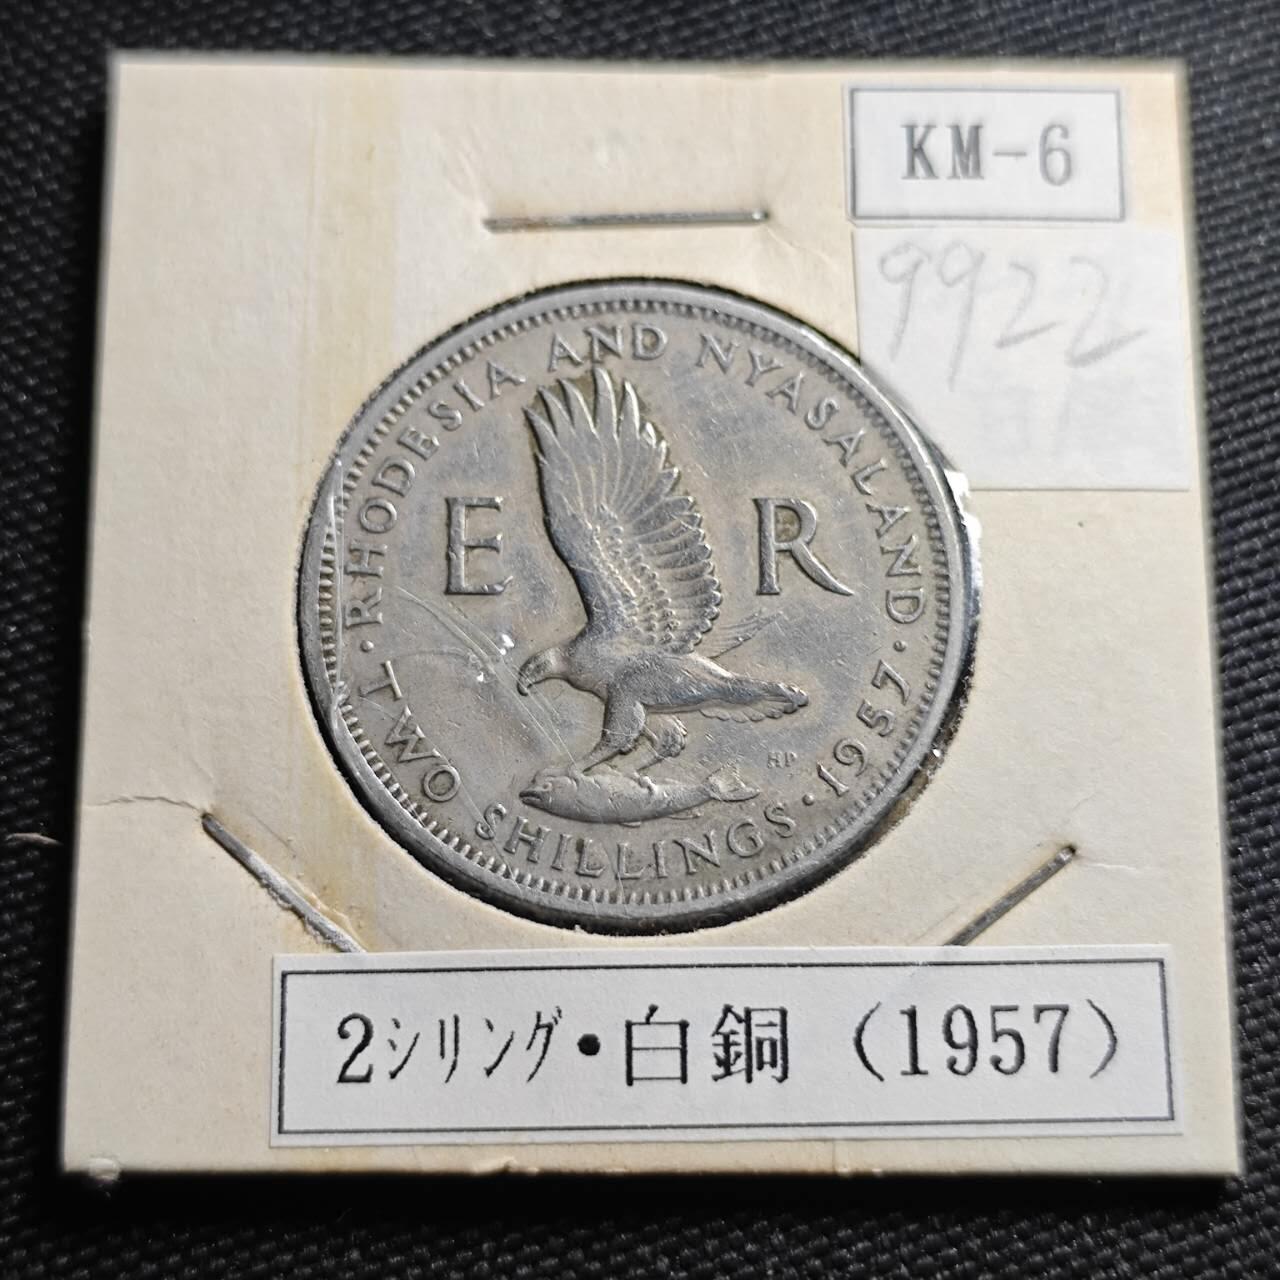 KM-6
9922
RHODESIA AND NYASALAND · 1957 ·
TWO SHILLINGS ·
E R
HP
2シリング・白銅(1957)